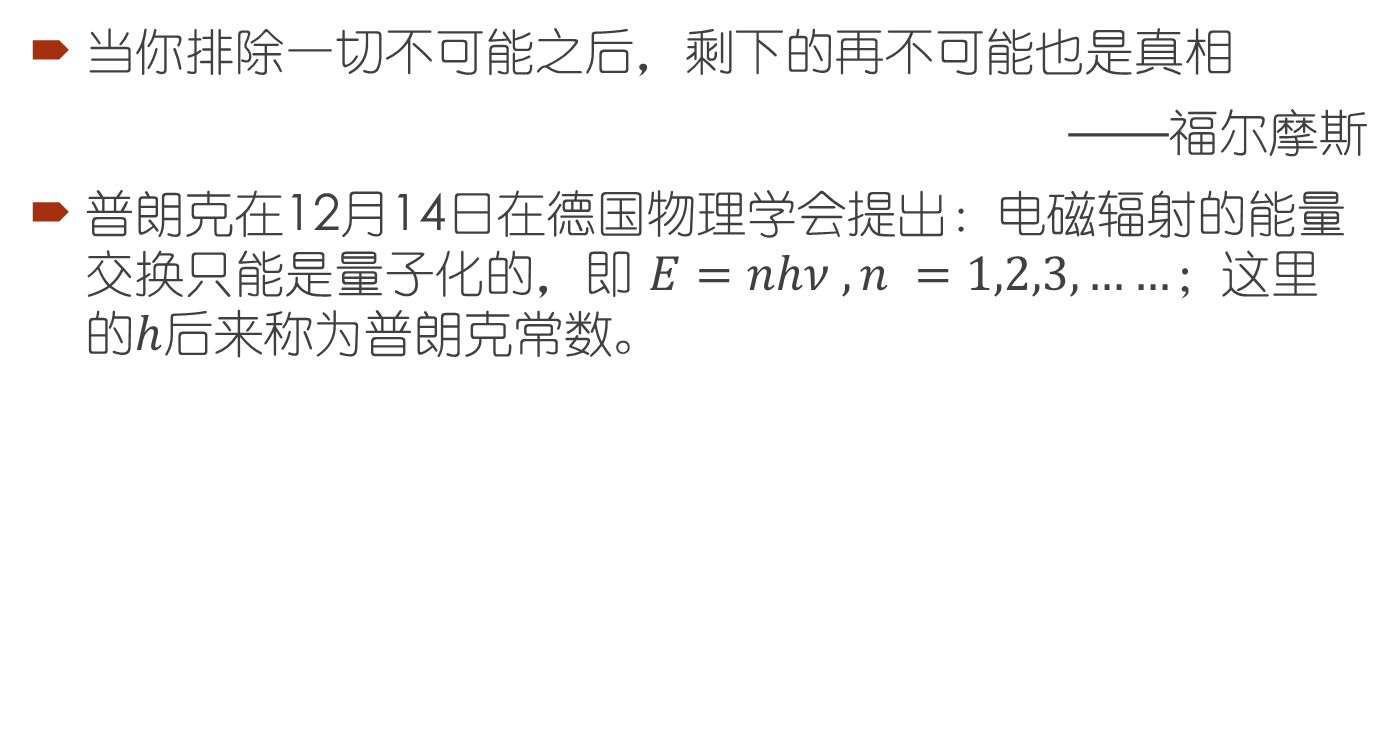 当你排除一切不可能之后，剩下的再不可能也是真相
——福尔摩斯
普朗克在12月14日在德国物理学会提出：电磁辐射的能量
交换只能是量子化的，即 E = nhν , n = 1,2,3, … …；这里
的h后来称为普朗克常数。